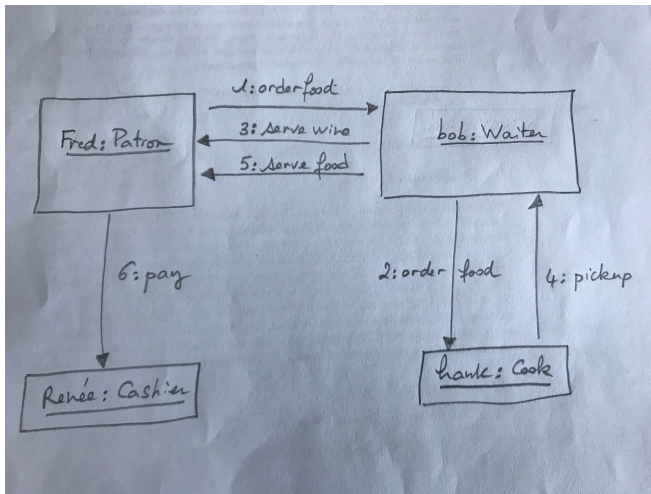 1: order food
Fred: Patron
3: serve wine
bob: Waiter
5: serve food
6: pay
2: order food
4: pickup
Renée: Cashier
hank: Cook